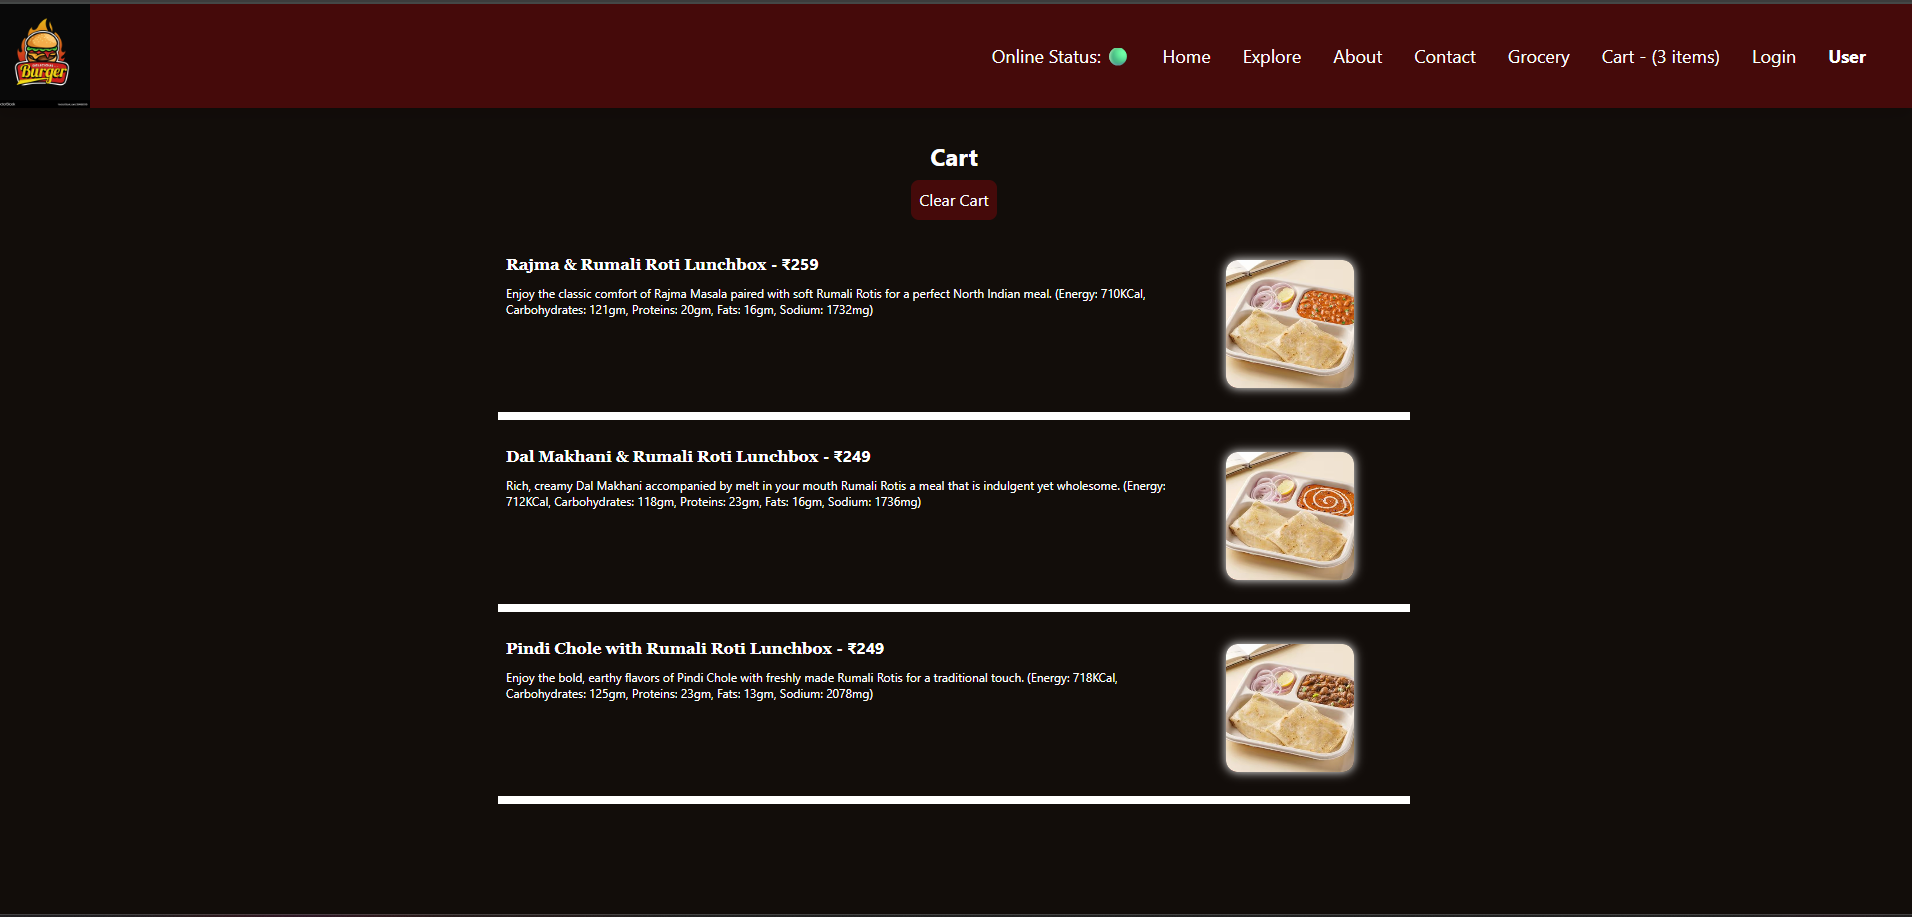 Burger
Online Status:
Home
Explore
About
Contact
Grocery
Cart - (3 items)
Login
User
Cart
Clear Cart
Rajma & Rumali Roti Lunchbox - ₹259
Enjoy the classic comfort of Rajma Masala paired with soft Rumali Rotis for a perfect North Indian meal. (Energy: 710KCal,
Carbohydrates: 121gm, Proteins: 20gm, Fats: 16gm, Sodium: 1732mg)
Dal Makhani & Rumali Roti Lunchbox - ₹249
Rich, creamy Dal Makhani accompanied by melt in your mouth Rumali Rotis a meal that is indulgent yet wholesome. (Energy:
712KCal, Carbohydrates: 118gm, Proteins: 23gm, Fats: 16gm, Sodium: 1736mg)
Pindi Chole with Rumali Roti Lunchbox - ₹249
Enjoy the bold, earthy flavors of Pindi Chole with freshly made Rumali Rotis for a traditional touch. (Energy: 718KCal,
Carbohydrates: 125gm, Proteins: 23gm, Fats: 13gm, Sodium: 2078mg)